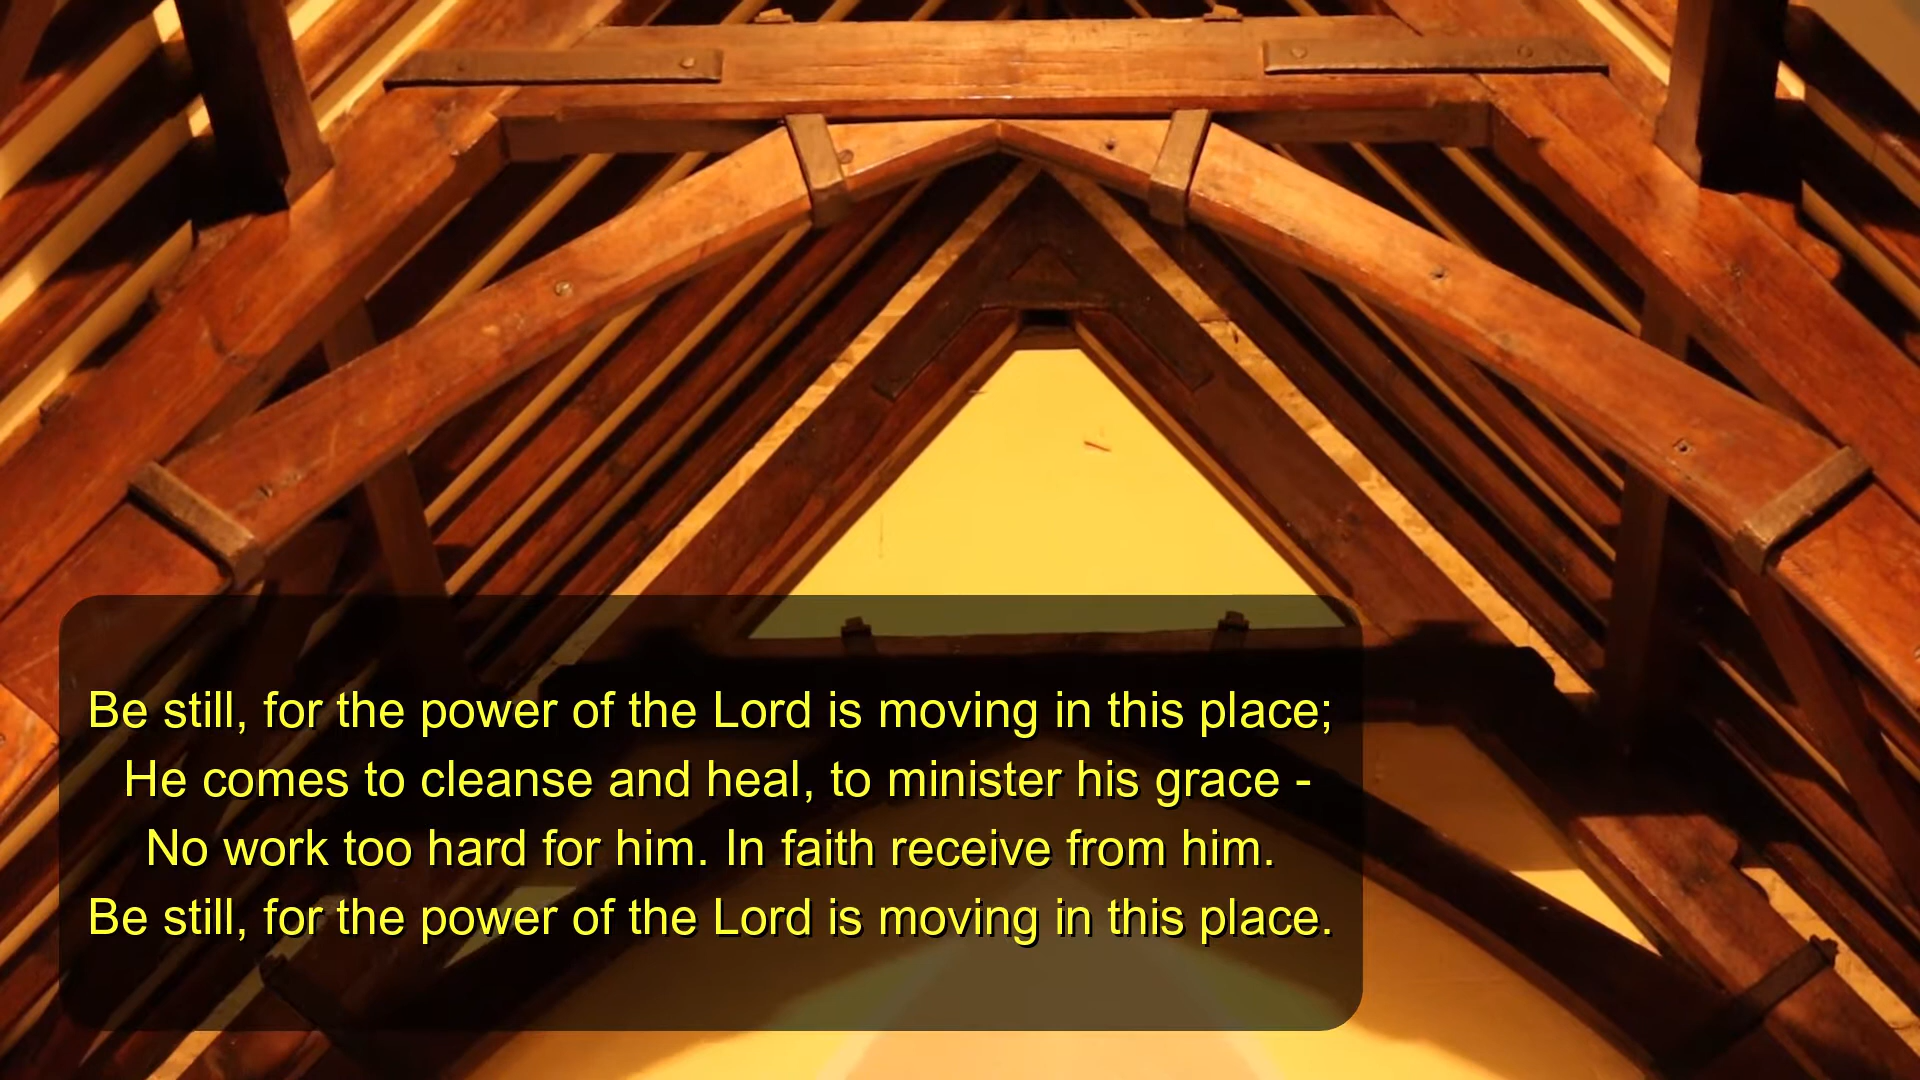 Be still, for the power of the Lord is moving in this place;
He comes to cleanse and heal, to minister his grace -
No work too hard for him. In faith receive from him.
Be still, for the power of the Lord is moving in this place.